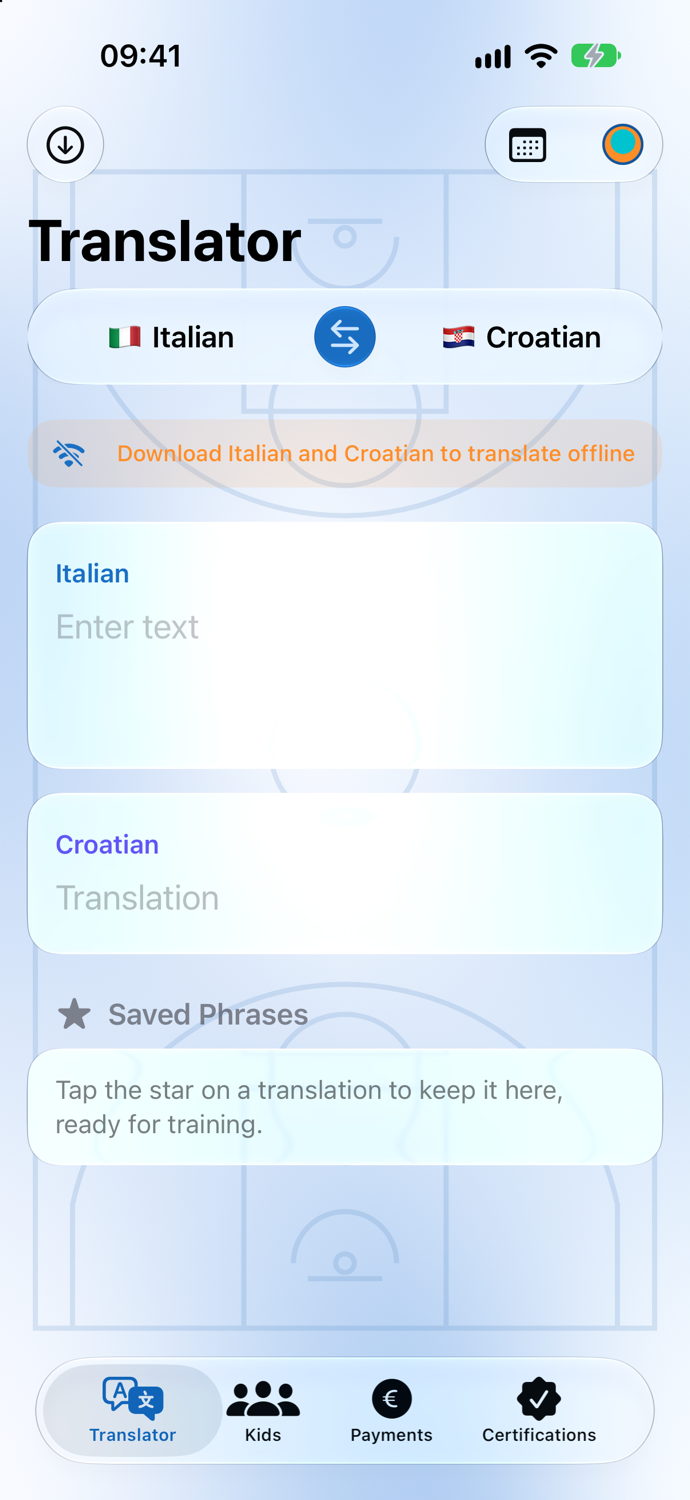 09:41
Translator
Italian
Croatian
Download Italian and Croatian to translate offline
Italian
Enter text
Croatian
Translation
Saved Phrases
Tap the star on a translation to keep it here,
ready for training.
A 文
€
Translator
Kids
Payments
Certifications